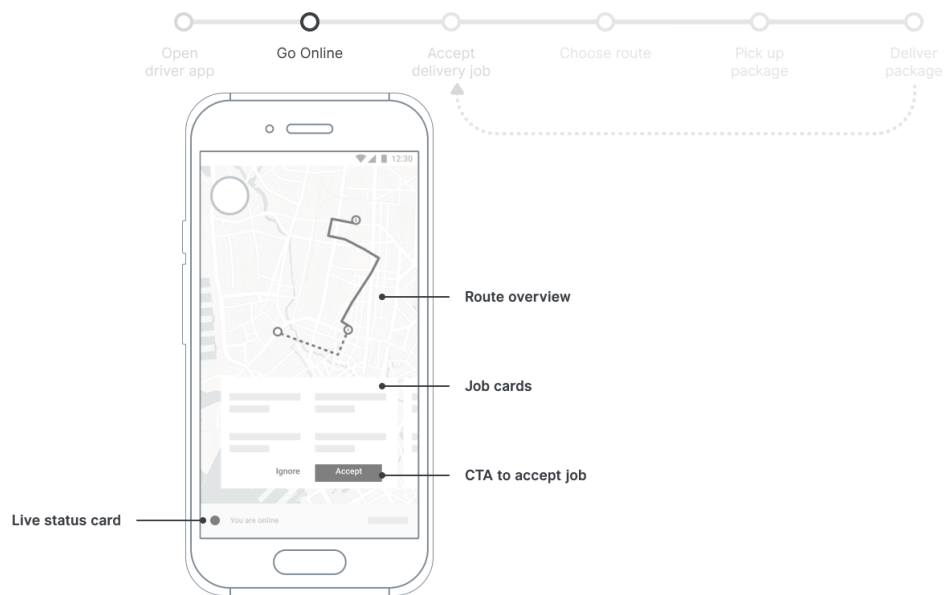 Open
driver app
Go Online
Accept
delivery job
Choose route
Pick up
package
Deliver
package
12:30
Route overview
Job cards
Ignore
Accept
CTA to accept job
Live status card
You are online